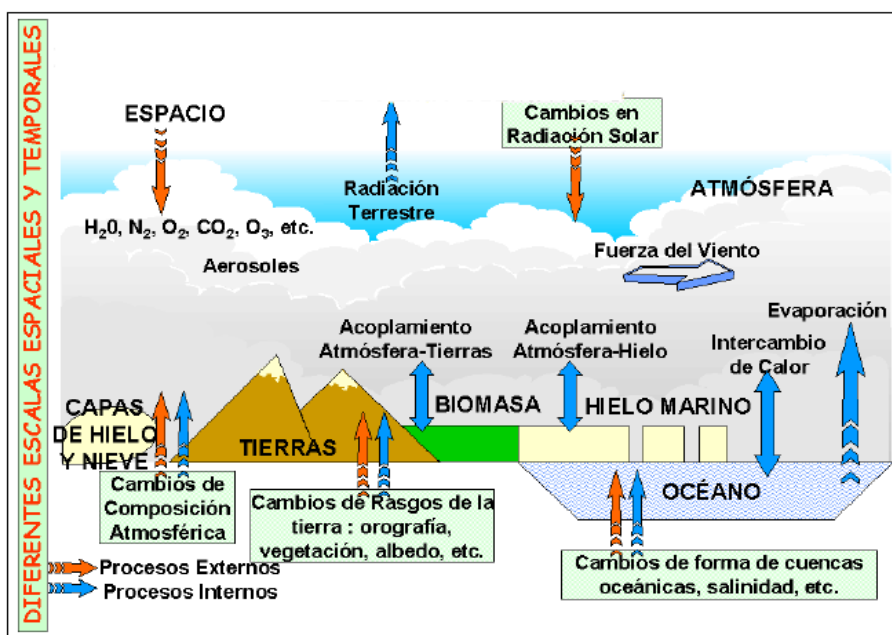 DIFERENTES ESCALAS ESPACIALES Y TEMPORALES
ESPACIO
Cambios en
Radiación Solar
Radiación
Terrestre
ATMÓSFERA
H20, N2, O2, CO2, O3, etc.
Aerosoles
Fuerza del Viento
Evaporación
Acoplamiento
Atmósfera-Tierras
Acoplamiento
Atmósfera-Hielo
Intercambio
de Calor
CAPAS
DE HIELO
Y NIEVE
TIERRAS
BIOMASA
HIELO MARINO
OCÉANO
Cambios de
Composición
Atmosférica
Cambios de Rasgos de la
tierra : orografía,
vegetación, albedo, etc.
Cambios de forma de cuencas
oceánicas, salinidad, etc.
Procesos Externos
Procesos Internos